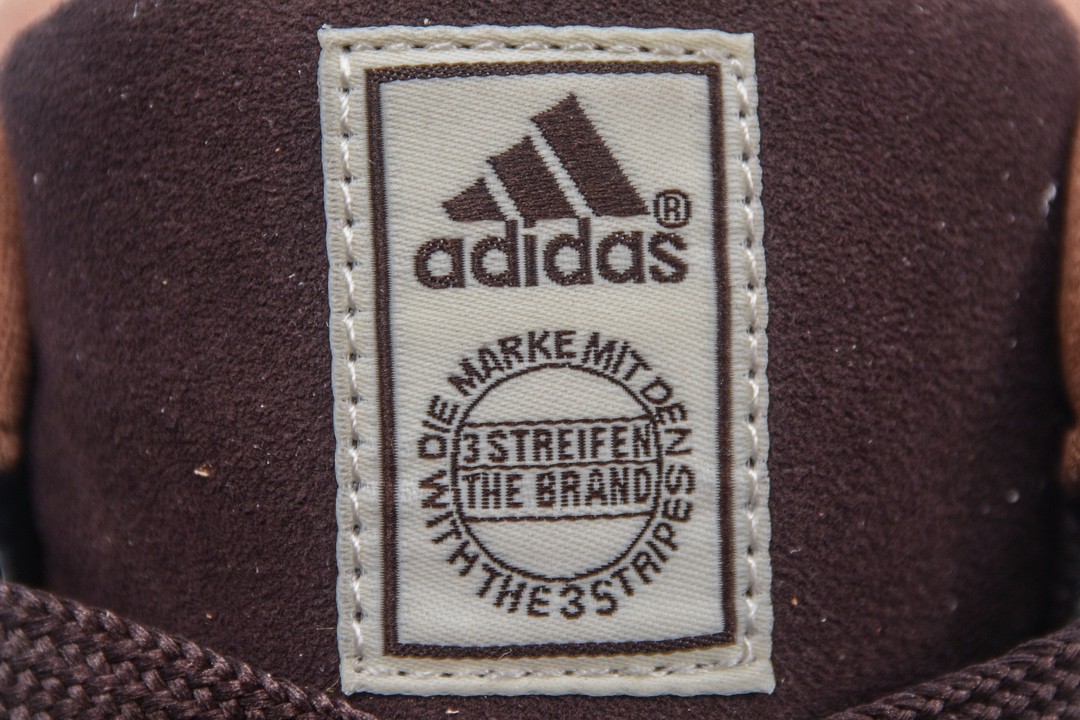 adidas®
DIE MARKE MIT DEN
3 STREIFEN
THE BRAND
WITH THE 3 STRIPES